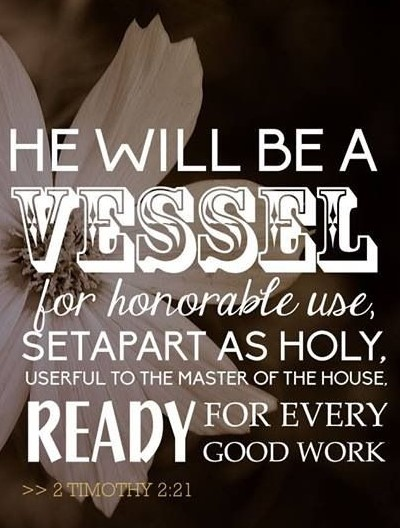 HE WILL BE A
VESSEL
for honorable use,
SETAPART AS HOLY,
USERFUL TO THE MASTER OF THE HOUSE,
READY FOR EVERY
GOOD WORK
>> 2 TIMOTHY 2:21